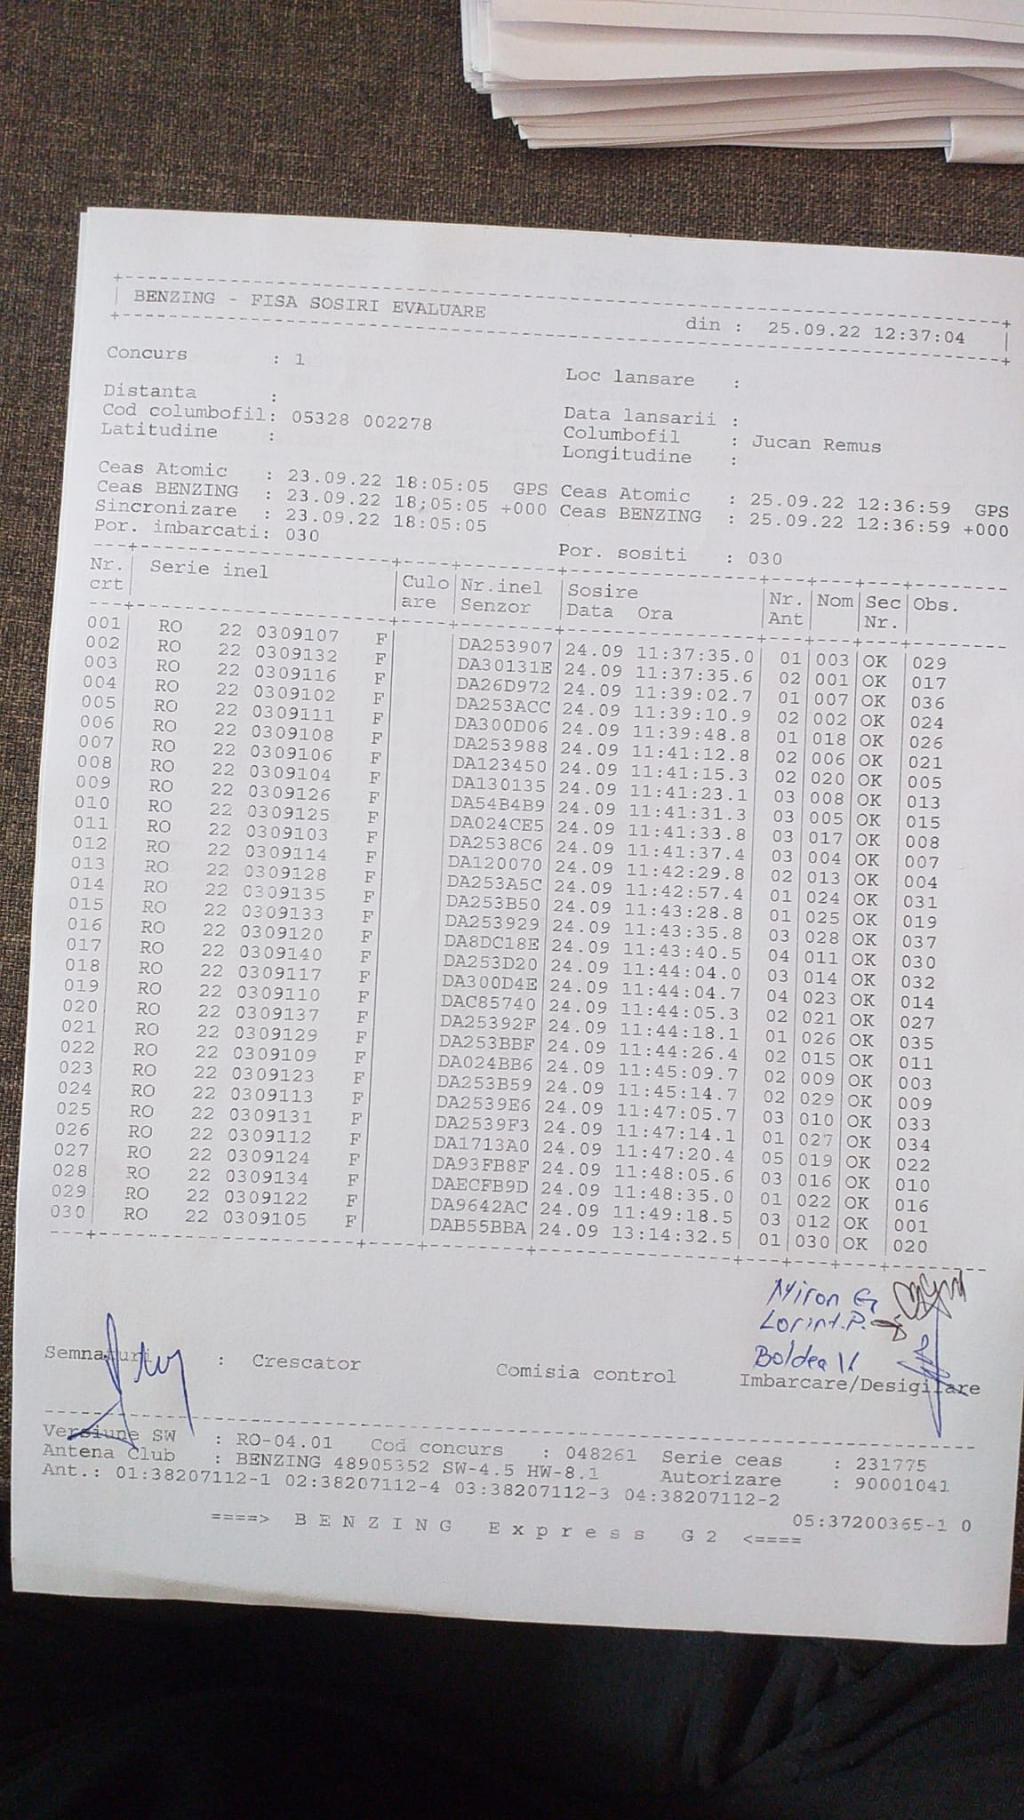 BENZING - FISA SOSIRI EVALUARE din : 25.09.22 12:37:04
Concurs : 1 Loc lansare :
Distanta : Data lansarii :
Cod columbofil: 05328 002278 Columbofil : Jucan Remus
Latitudine : Longitudine :
Ceas Atomic : 23.09.22 18:05:05 GPS Ceas Atomic : 25.09.22 12:36:59 GPS
Ceas BENZING : 23.09.22 18:05:05 +000 Ceas BENZING : 25.09.22 12:36:59 +000
Sincronizare : 23.09.22 18:05:05
Por. imbarcati: 030 Por. sositi : 030
Nr. Serie inel Culo Nr.inel Sosire Nr. Nom Sec Obs.
crt are Senzor Data Ora Ant Nr.
001 RO 22 0309107 F DA253907 24.09 11:37:35.0 01 003 OK 029
002 RO 22 0309132 F DA30131E 24.09 11:37:35.6 02 001 OK 017
003 RO 22 0309116 F DA26D972 24.09 11:39:02.7 01 007 OK 036
004 RO 22 0309102 F DA253ACC 24.09 11:39:10.9 02 002 OK 024
005 RO 22 0309111 F DA300D06 24.09 11:39:48.8 01 018 OK 026
006 RO 22 0309108 F DA253988 24.09 11:41:12.8 02 006 OK 021
007 RO 22 0309106 F DA123450 24.09 11:41:15.3 02 020 OK 005
008 RO 22 0309104 F DA130135 24.09 11:41:23.1 03 008 OK 013
009 RO 22 0309126 F DA54B4B9 24.09 11:41:31.3 03 005 OK 015
010 RO 22 0309125 F DA024CE5 24.09 11:41:33.8 03 017 OK 008
011 RO 22 0309103 F DA2538C6 24.09 11:41:37.4 03 004 OK 007
012 RO 22 0309114 F DA120070 24.09 11:42:29.8 02 013 OK 004
013 RO 22 0309128 F DA253A5C 24.09 11:42:57.4 01 024 OK 031
014 RO 22 0309135 F DA253B50 24.09 11:43:28.8 01 025 OK 019
015 RO 22 0309133 F DA253929 24.09 11:43:35.8 03 028 OK 037
016 RO 22 0309120 F DA8DC18E 24.09 11:43:40.5 04 011 OK 030
017 RO 22 0309140 F DA253D20 24.09 11:44:04.0 03 014 OK 032
018 RO 22 0309117 F DA300D4E 24.09 11:44:04.7 04 023 OK 014
019 RO 22 0309110 F DAC85740 24.09 11:44:05.3 02 021 OK 027
020 RO 22 0309137 F DA25392F 24.09 11:44:18.1 01 026 OK 035
021 RO 22 0309129 F DA253BBF 24.09 11:44:26.4 02 015 OK 011
022 RO 22 0309109 F DA024BB6 24.09 11:45:09.7 02 009 OK 003
023 RO 22 0309123 F DA253B59 24.09 11:45:14.7 02 029 OK 009
024 RO 22 0309113 F DA2539E6 24.09 11:47:05.7 03 010 OK 033
025 RO 22 0309131 F DA2539F3 24.09 11:47:14.1 01 027 OK 034
026 RO 22 0309112 F DA1713A0 24.09 11:47:20.4 05 019 OK 022
027 RO 22 0309124 F DA93FB8F 24.09 11:48:05.6 03 016 OK 010
028 RO 22 0309134 F DAECFB9D 24.09 11:48:35.0 01 022 OK 016
029 RO 22 0309122 F DA9642AC 24.09 11:49:18.5 03 012 OK 001
030 RO 22 0309105 F DAB55BBA 24.09 13:14:32.5 01 030 OK 020
Miron G
Lorint.P.
Boldea V.
Semnaturi : Crescator Comisia control Imbarcare/Desigilare
Versiune SW : RO-04.01 Cod concurs : 048261 Serie ceas : 231775
Antena Club : BENZING 48905352 SW-4.5 HW-8.1 Autorizare : 90001041
Ant.: 01:38207112-1 02:38207112-4 03:38207112-3 04:38207112-2
05:37200365-1 0
====> B E N Z I N G E x p r e s s G 2 <====